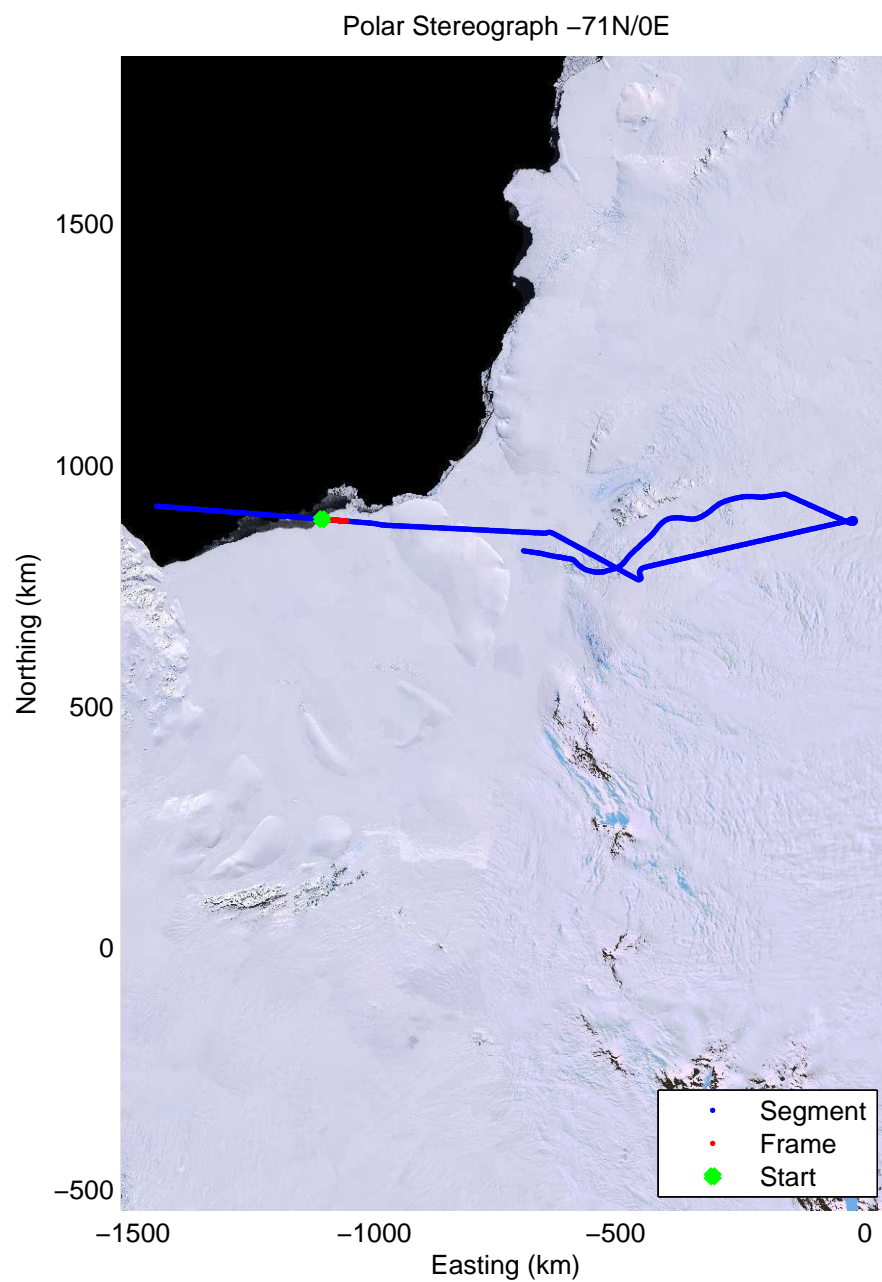 Polar Stereograph −71N/0E
1500
1000
500
0
−500
−1500
−1000
−500
0
Northing (km)
Easting (km)
Segment
Frame
Start